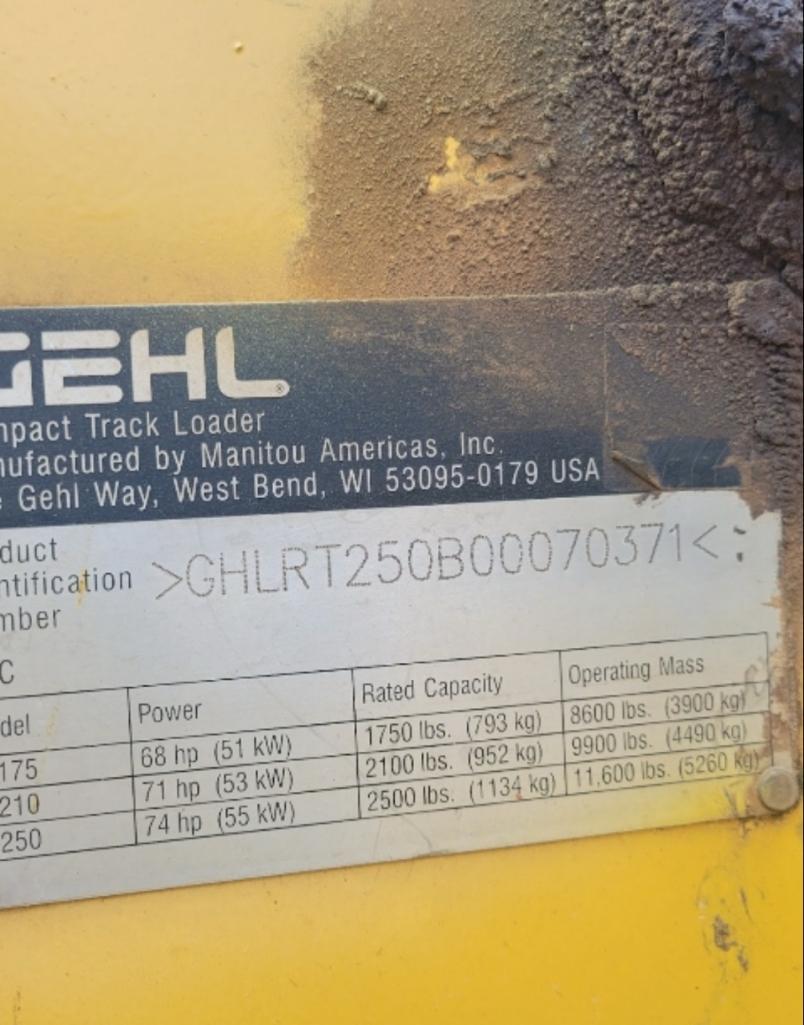 GEHL®
mpact Track Loader
nufactured by Manitou Americas, Inc.
e Gehl Way, West Bend, WI 53095-0179 USA
duct
ntification
mber
>GHLRT250B00070371<:
C
del Power Rated Capacity Operating Mass
175 68 hp (51 kW) 1750 lbs. (793 kg) 8600 lbs. (3900 kg)
210 71 hp (53 kW) 2100 lbs. (952 kg) 9900 lbs. (4490 kg)
250 74 hp (55 kW) 2500 lbs. (1134 kg) 11,600 lbs. (5260 kg)